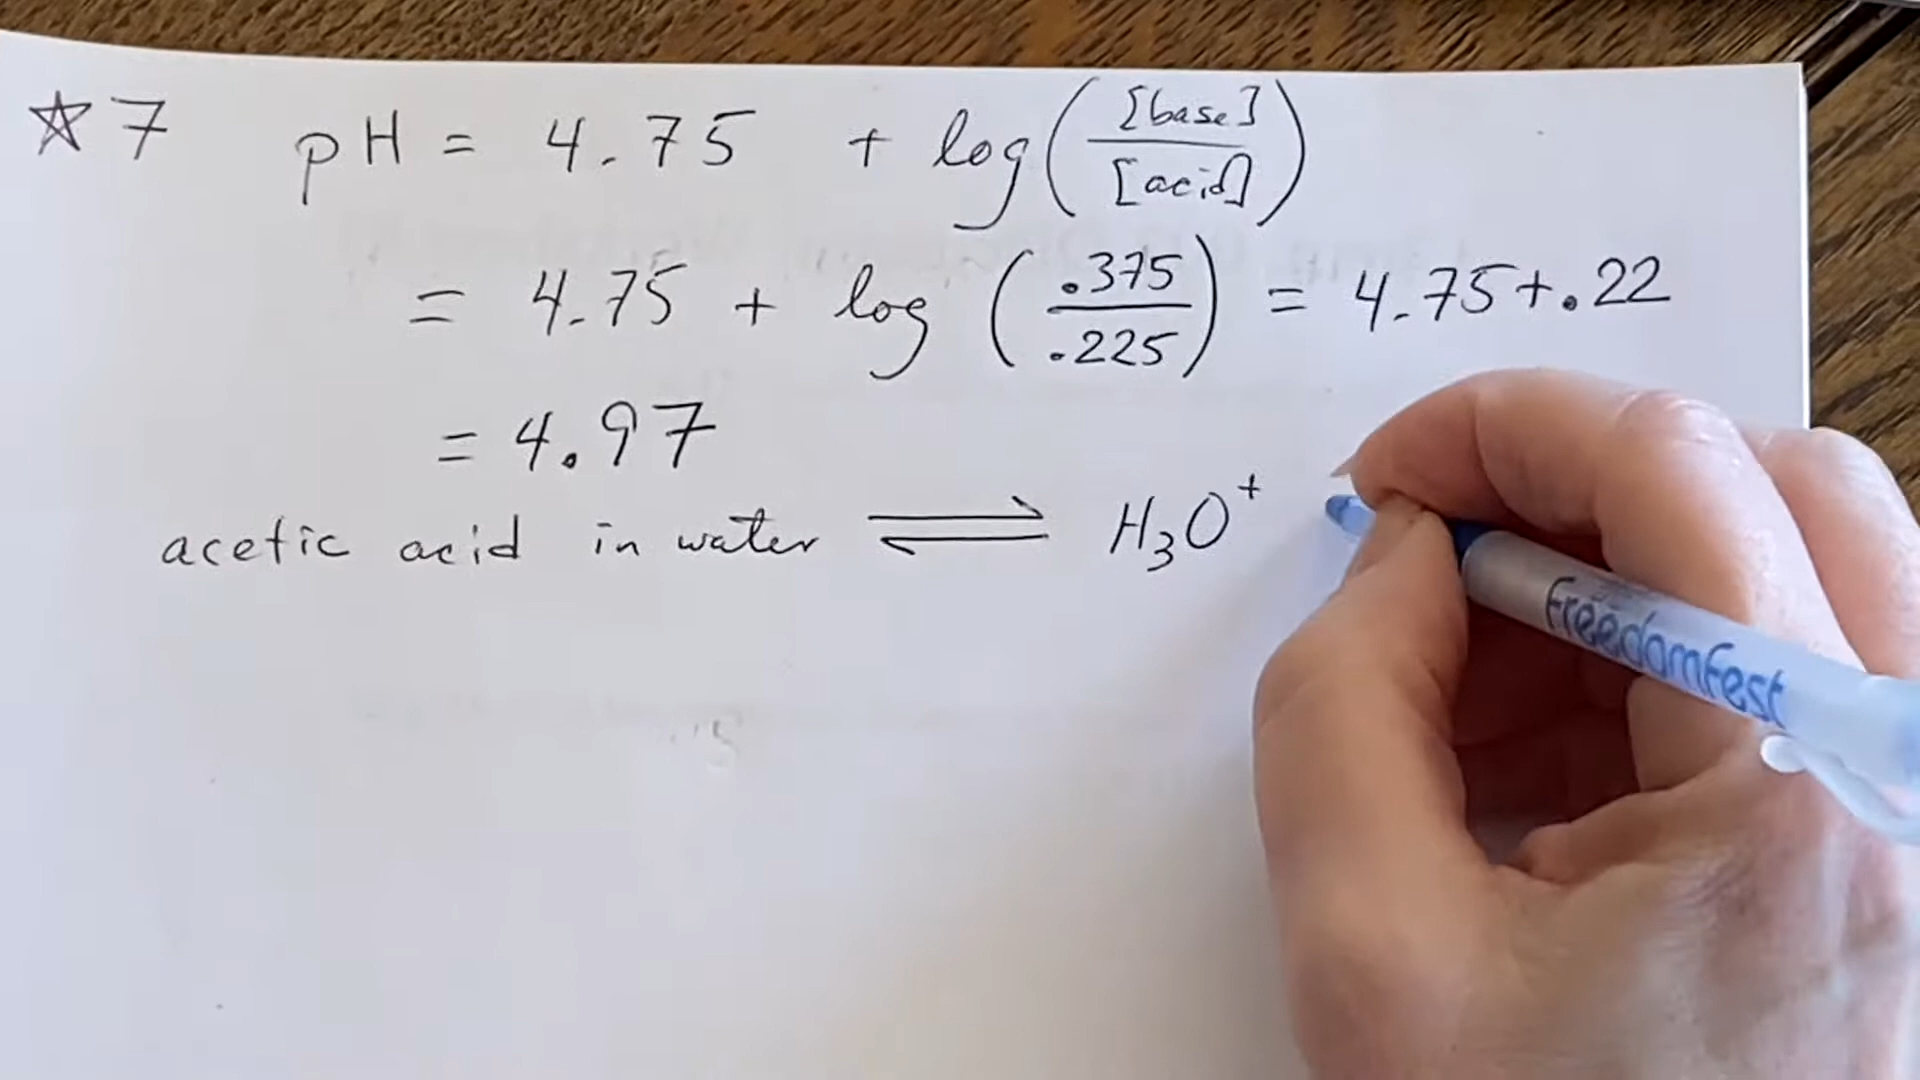 ☆7 pH = 4.75 + log([base]/[acid])
= 4.75 + log(.375/.225) = 4.75+.22
= 4.97
acetic acid in water ⇌ H₃O⁺
FreedomFest